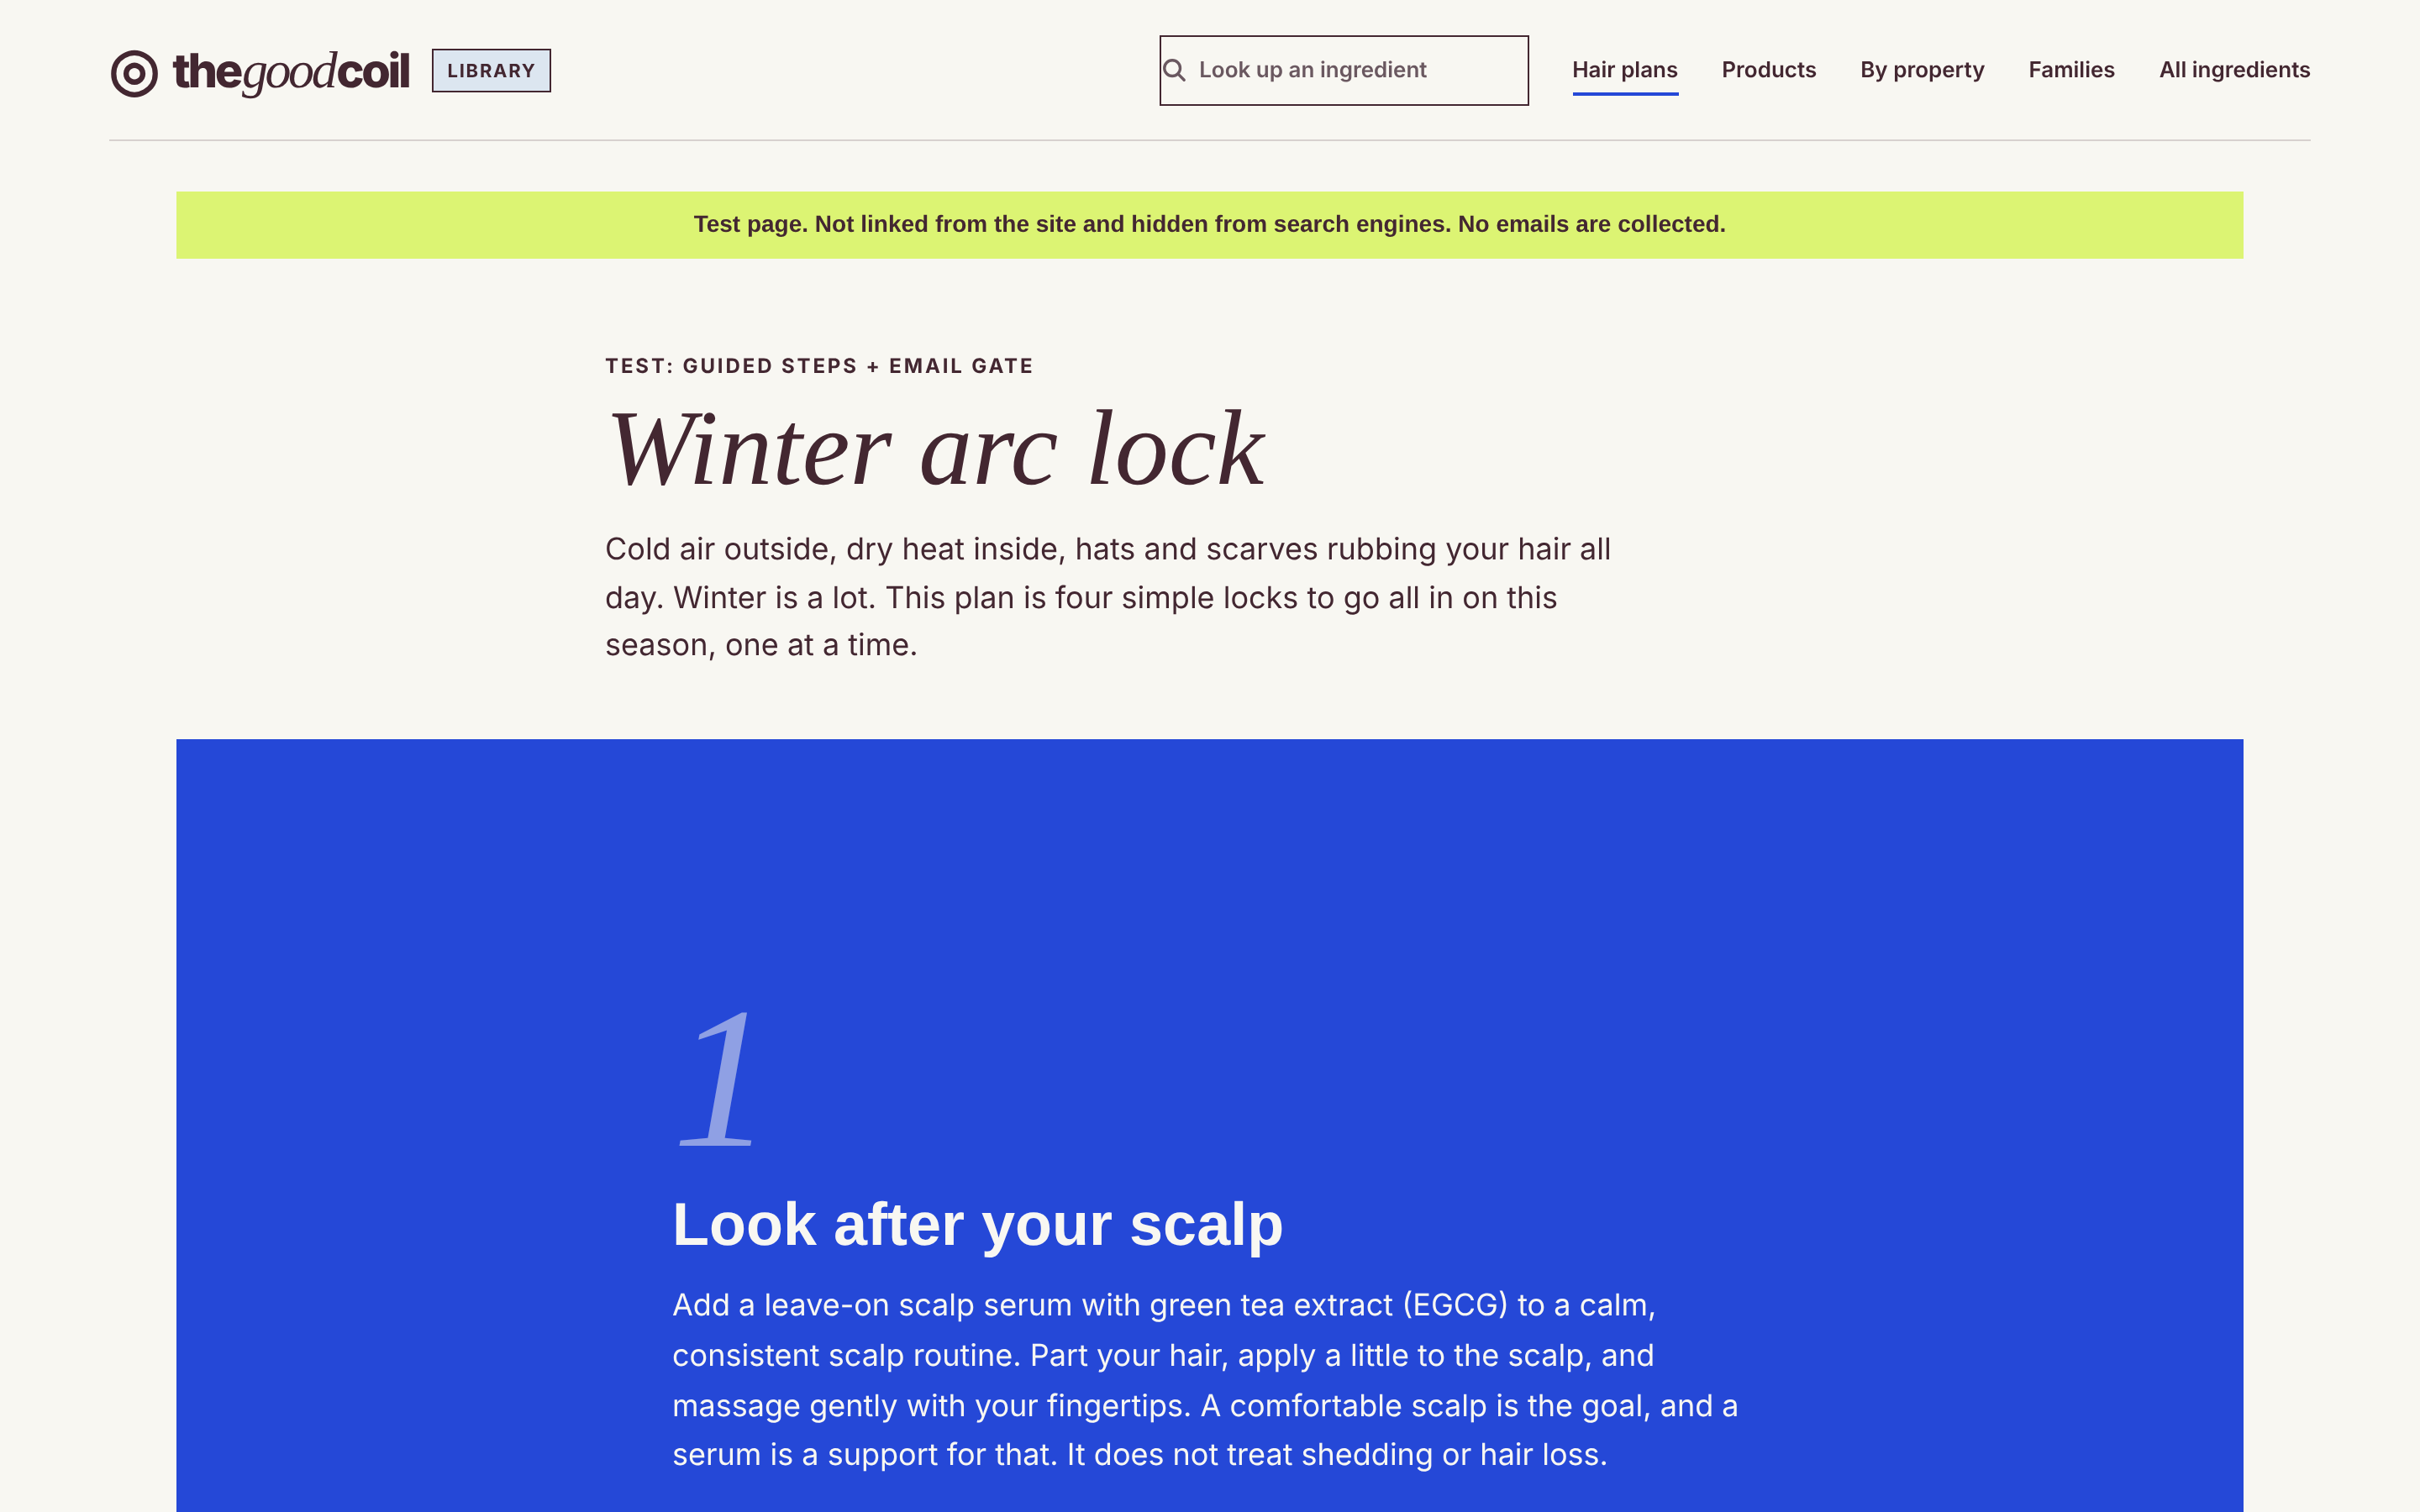 thegoodcoil LIBRARY
Look up an ingredient
Hair plans Products By property Families All ingredients
Test page. Not linked from the site and hidden from search engines. No emails are collected.
TEST: GUIDED STEPS + EMAIL GATE
Winter arc lock
Cold air outside, dry heat inside, hats and scarves rubbing your hair all
day. Winter is a lot. This plan is four simple locks to go all in on this
season, one at a time.
1
Look after your scalp
Add a leave-on scalp serum with green tea extract (EGCG) to a calm,
consistent scalp routine. Part your hair, apply a little to the scalp, and
massage gently with your fingertips. A comfortable scalp is the goal, and a
serum is a support for that. It does not treat shedding or hair loss.